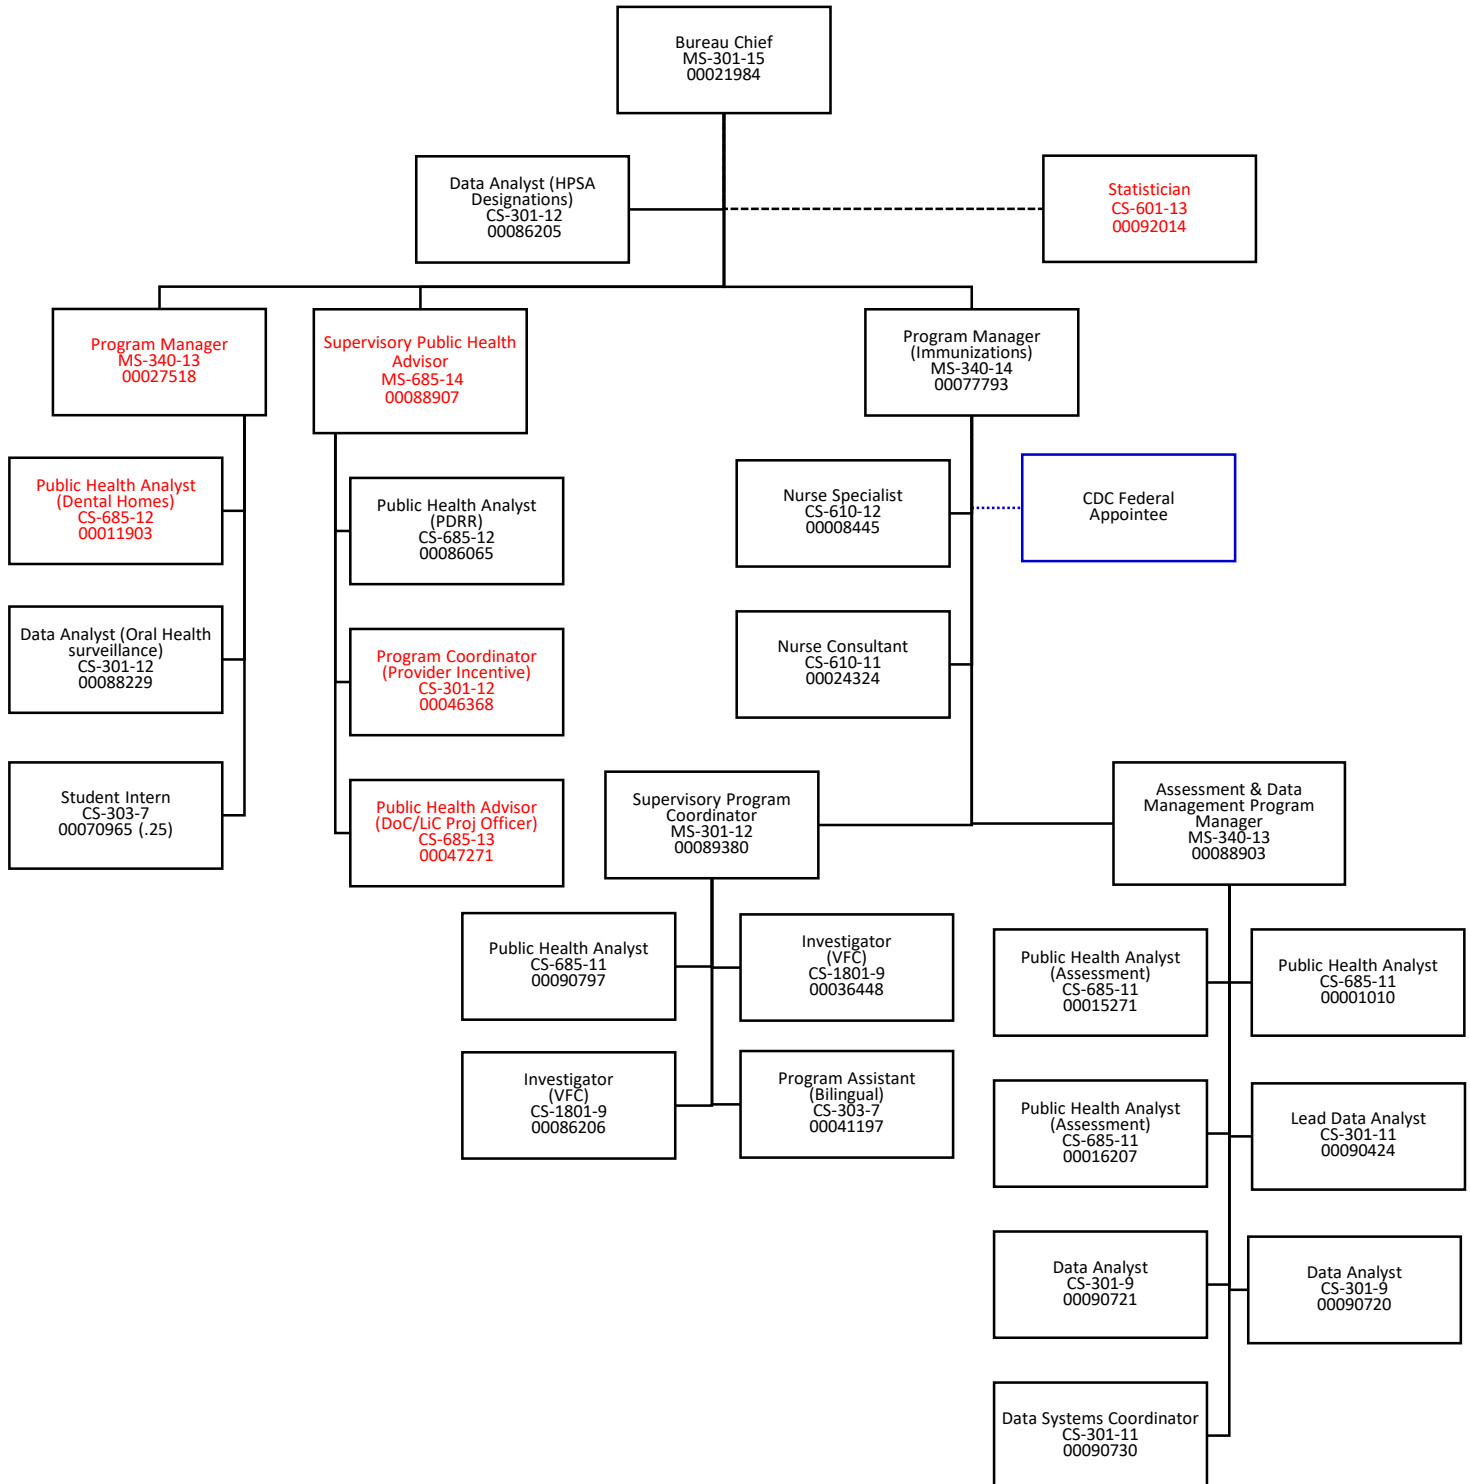 Bureau Chief
MS-301-15
00021984
Data Analyst (HPSA
Designations)
CS-301-12
00086205
Statistician
CS-601-13
00092014
Program Manager
MS-340-13
00027518
Supervisory Public Health
Advisor
MS-685-14
00088907
Program Manager
(Immunizations)
MS-340-14
00077793
Public Health Analyst
(Dental Homes)
CS-685-12
00011903
Public Health Analyst
(PDRR)
CS-685-12
00086065
Nurse Specialist
CS-610-12
00008445
CDC Federal
Appointee
Data Analyst (Oral Health
surveillance)
CS-301-12
00088229
Program Coordinator
(Provider Incentive)
CS-301-12
00046368
Nurse Consultant
CS-610-11
00024324
Student Intern
CS-303-7
00070965 (.25)
Public Health Advisor
(DoC/LiC Proj Officer)
CS-685-13
00047271
Supervisory Program
Coordinator
MS-301-12
00089380
Assessment & Data
Management Program
Manager
MS-340-13
00088903
Public Health Analyst
CS-685-11
00090797
Investigator
(VFC)
CS-1801-9
00036448
Public Health Analyst
(Assessment)
CS-685-11
00015271
Public Health Analyst
CS-685-11
00001010
Investigator
(VFC)
CS-1801-9
00086206
Program Assistant
(Bilingual)
CS-303-7
00041197
Public Health Analyst
(Assessment)
CS-685-11
00016207
Lead Data Analyst
CS-301-11
00090424
Data Analyst
CS-301-9
00090721
Data Analyst
CS-301-9
00090720
Data Systems Coordinator
CS-301-11
00090730